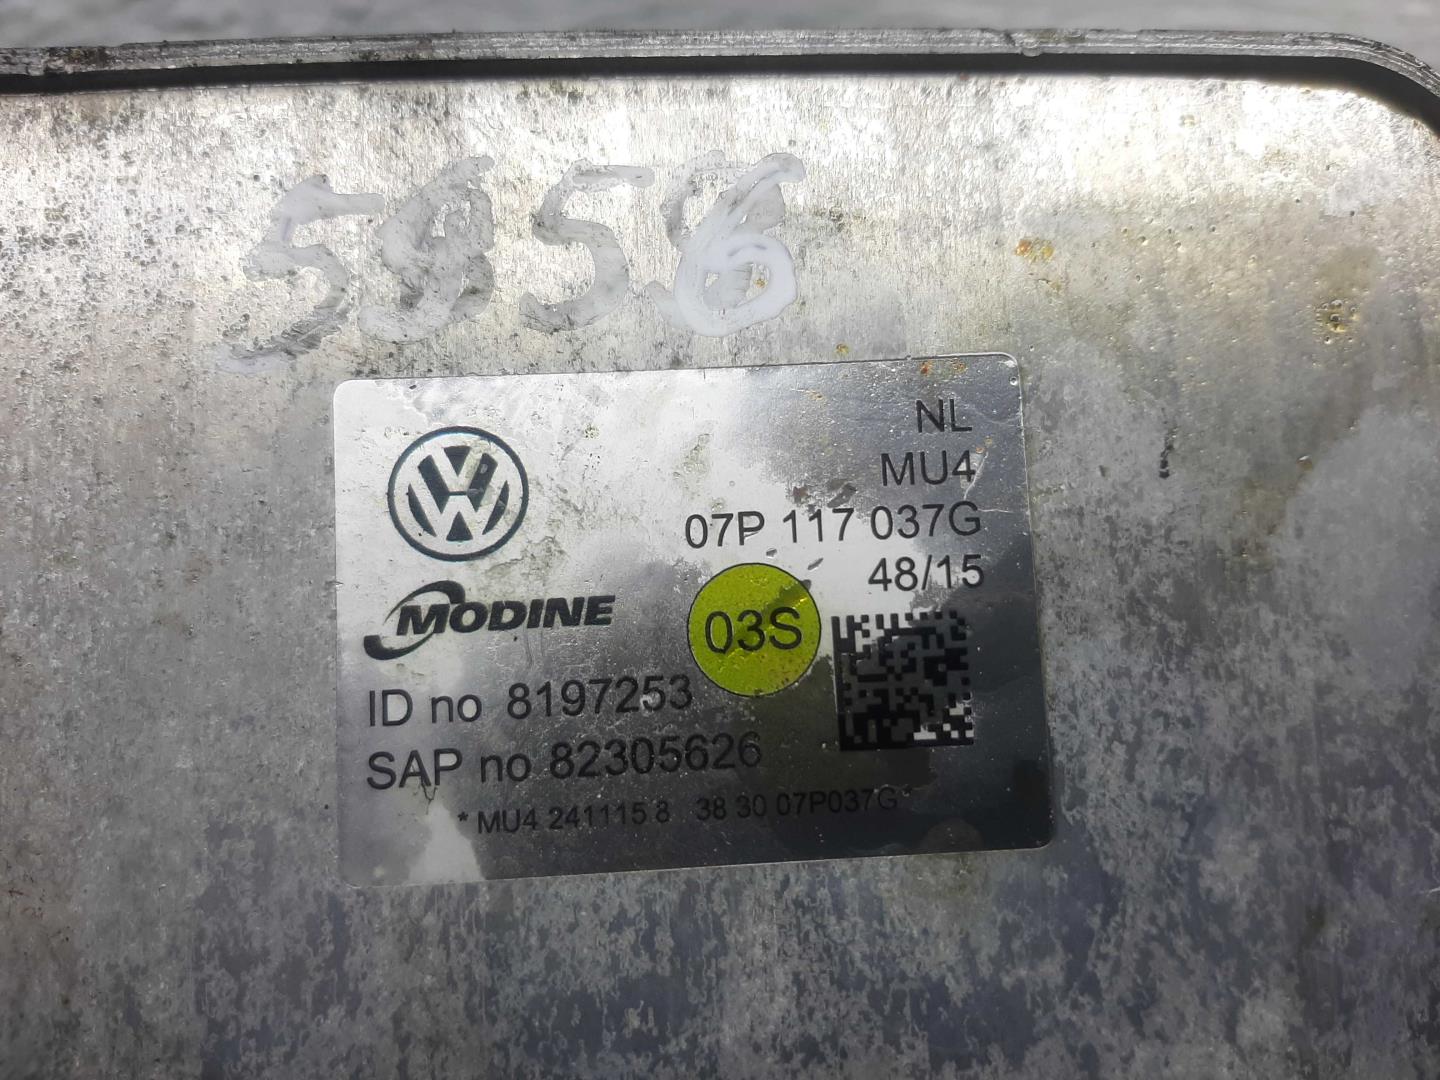 5956
NL
MU4
07P 117 037G
48/15
MODINE
03S
ID no 8197253
SAP no 82305626
* MU4 241115 8 38 30 07P037G*